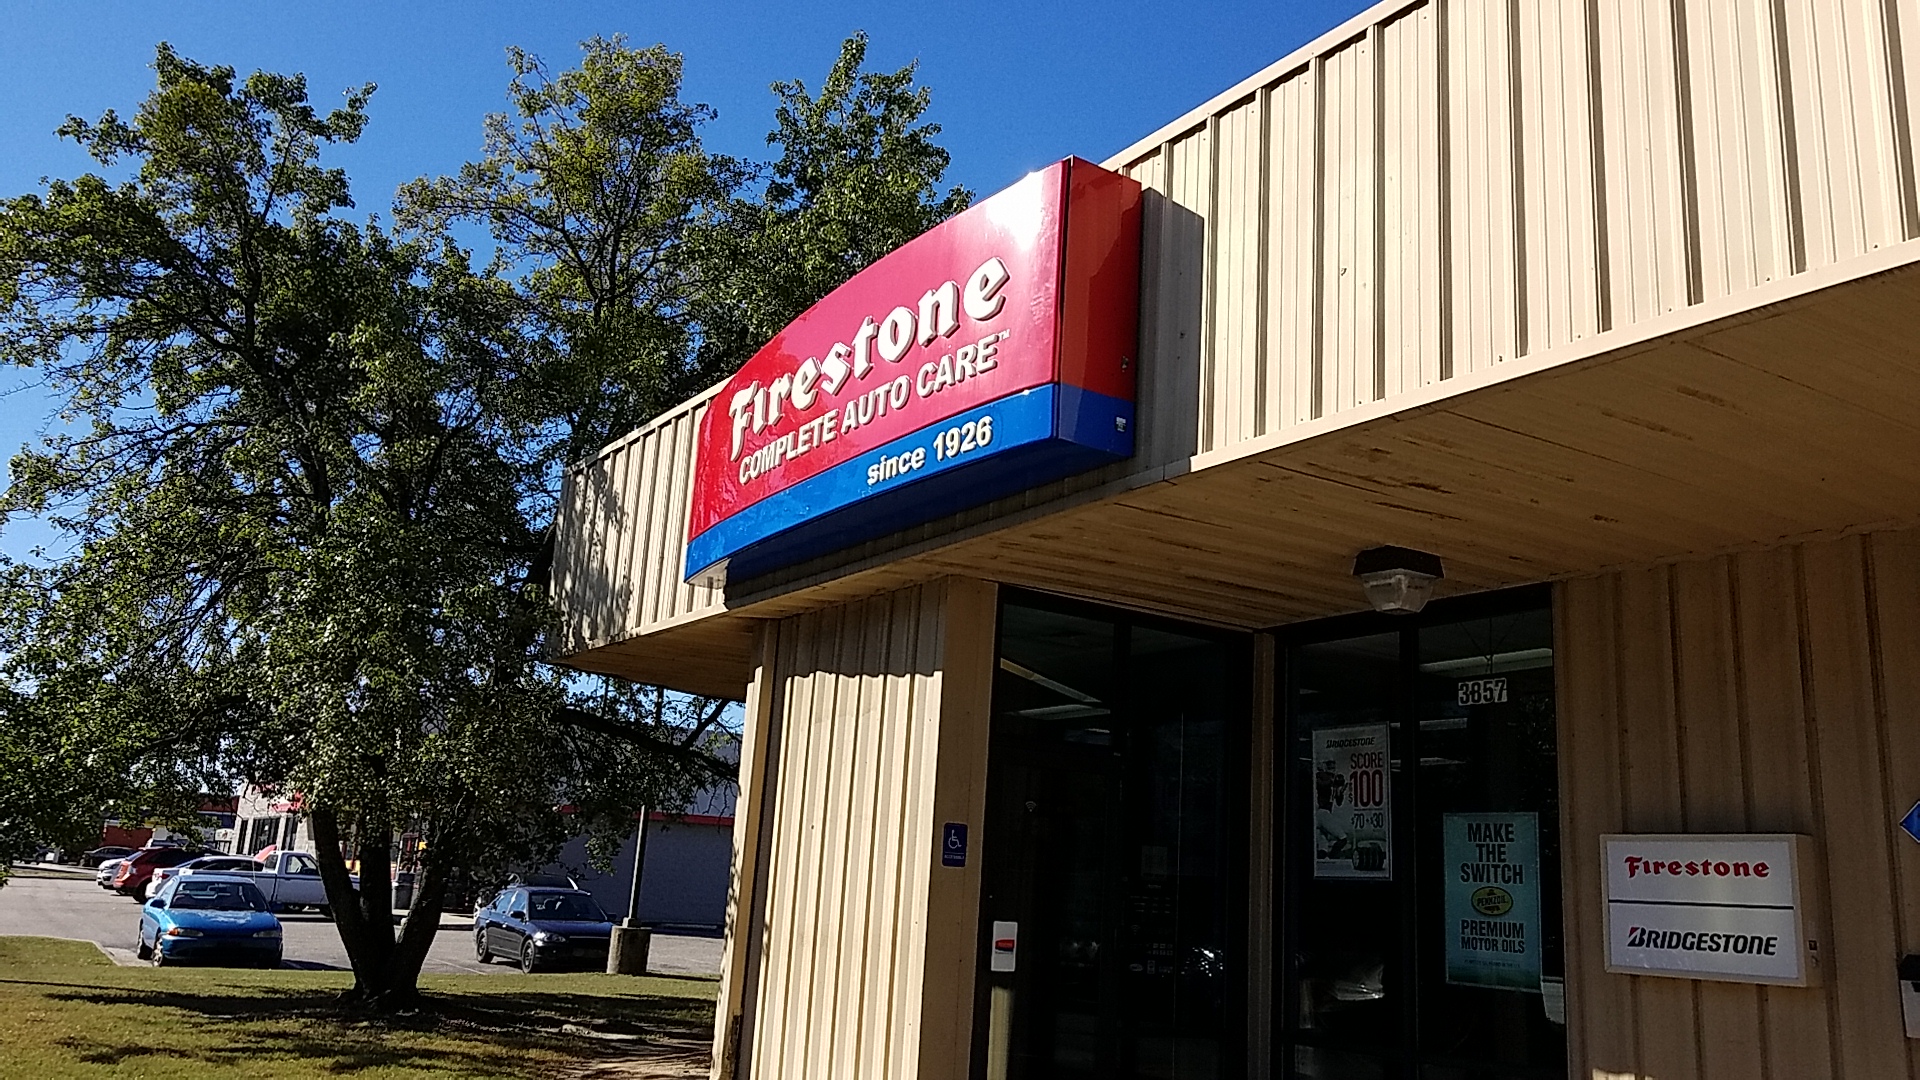 Firestone
COMPLETE AUTO CARE™
since 1926
3857
BRIDGESTONE
SCORE
$100
$70 + $30
MAKE
THE
SWITCH
PENNZOIL
PREMIUM
MOTOR OILS
Firestone
BRIDGESTONE